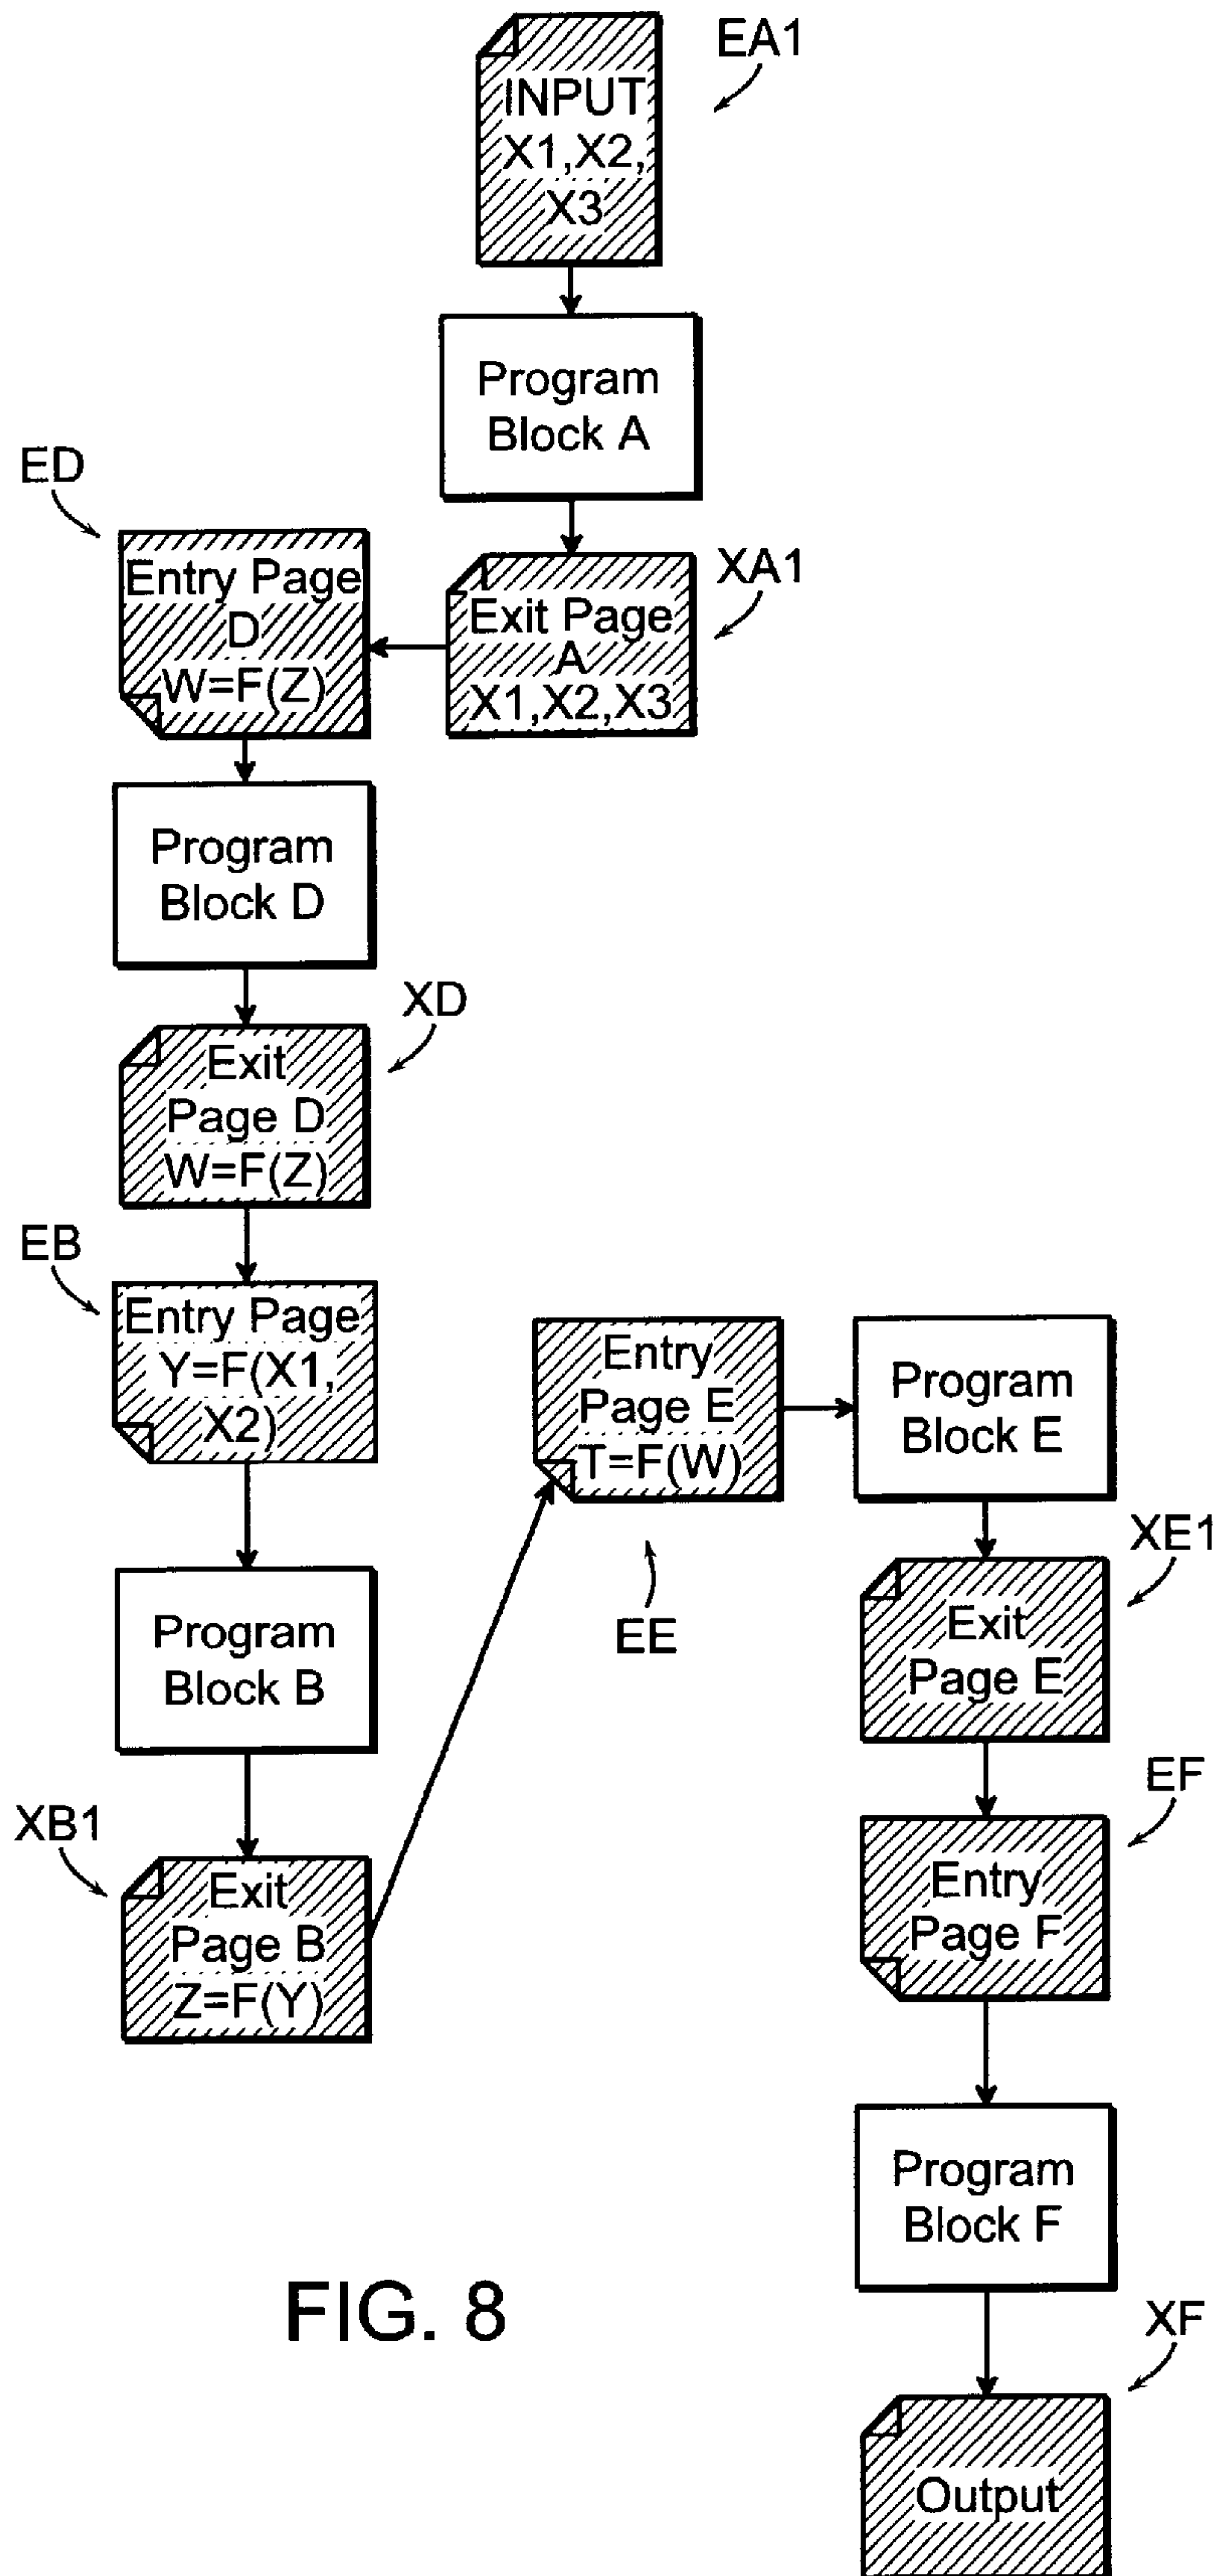 EA1
INPUT
X1,X2,
X3
Program
Block A
ED
Entry Page
D
W=F(Z)
XA1
Exit Page
A
X1,X2,X3
Program
Block D
XD
Exit
Page D
W=F(Z)
EB
Entry Page
Y=F(X1,
X2)
Entry
Page E
T=F(W)
Program
Block E
EE
XE1
Exit
Page E
Program
Block B
XB1
Exit
Page B
Z=F(Y)
EF
Entry
Page F
Program
Block F
FIG. 8
XF
Output